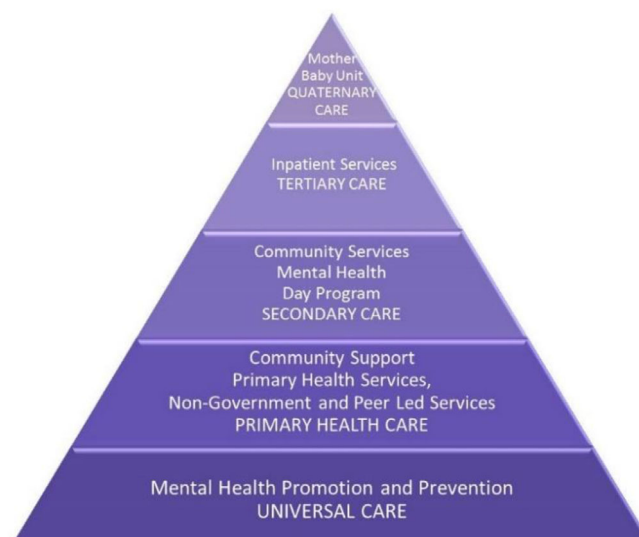 Mother
Baby Unit
QUATERNARY
CARE
Inpatient Services
TERTIARY CARE
Community Services
Mental Health
Day Program
SECONDARY CARE
Community Support
Primary Health Services,
Non-Government and Peer Led Services
PRIMARY HEALTH CARE
Mental Health Promotion and Prevention
UNIVERSAL CARE